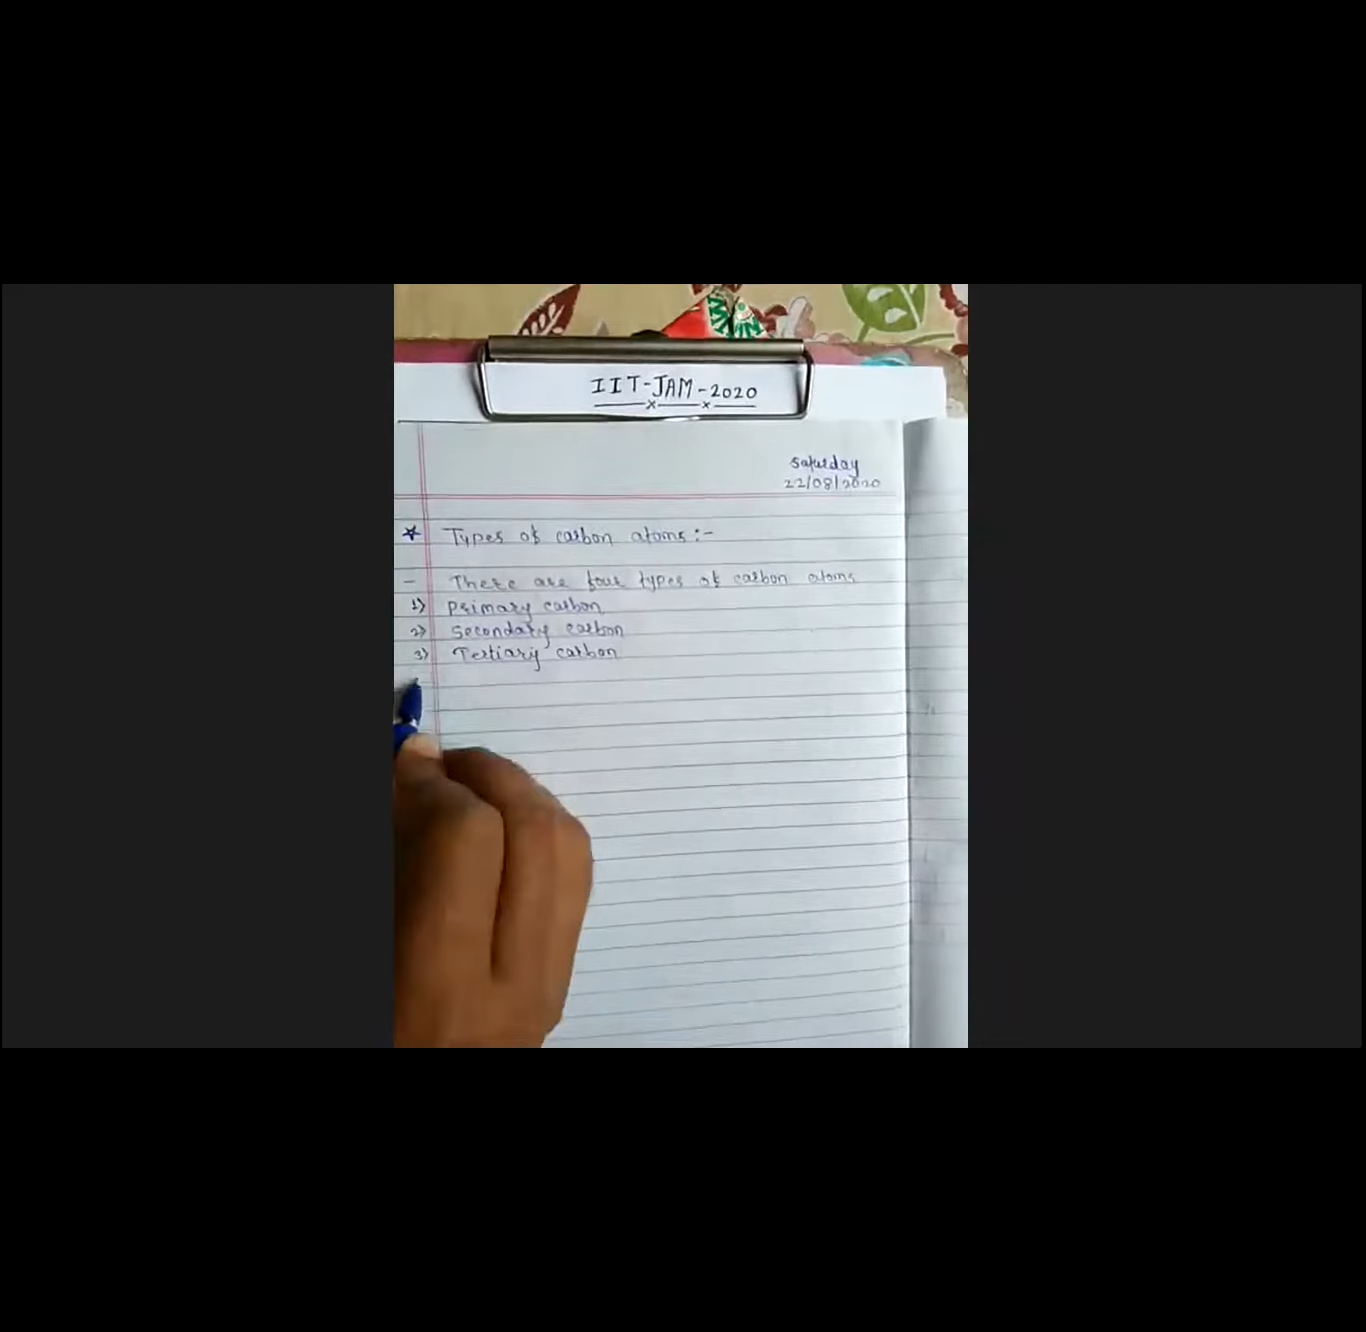 IIT-JAM-2020
Saturday
22/08/2020
Types of carbon atoms:-
- There are four types of carbon atoms
1) Primary carbon
2) Secondary carbon
3) Tertiary carbon